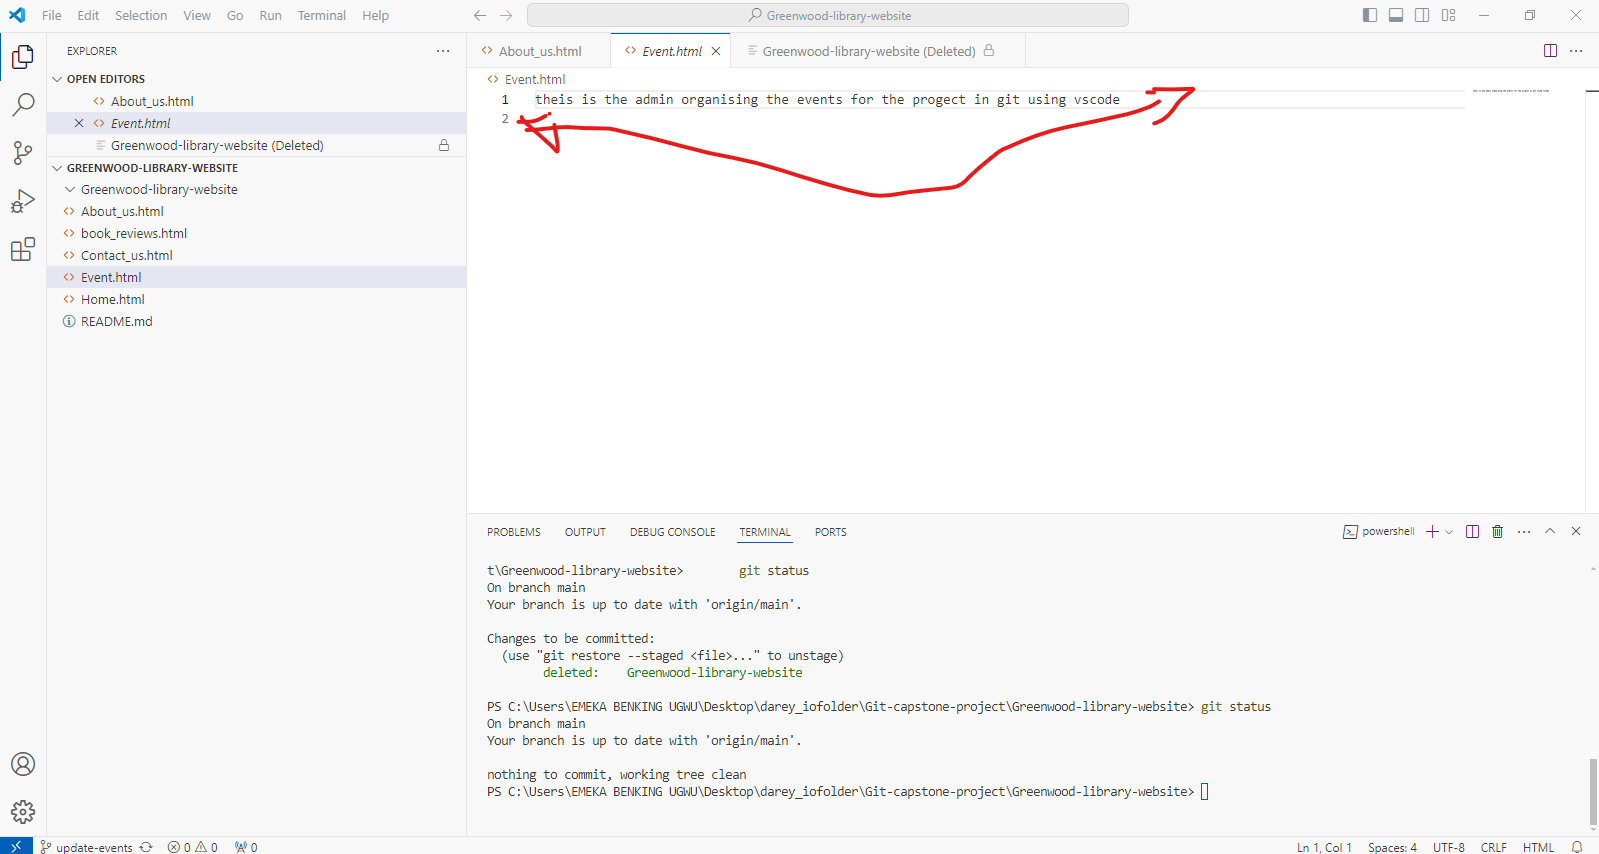 File Edit Selection View Go Run Terminal Help
Greenwood-library-website
EXPLORER
OPEN EDITORS
About_us.html
Event.html
Greenwood-library-website (Deleted)
GREENWOOD-LIBRARY-WEBSITE
Greenwood-library-website
About_us.html
book_reviews.html
Contact_us.html
Event.html
Home.html
README.md
About_us.html Event.html Greenwood-library-website (Deleted)
Event.html
1 theis is the admin organising the events for the progect in git using vscode
2
PROBLEMS OUTPUT DEBUG CONSOLE TERMINAL PORTS powershell
t\Greenwood-library-website> git status
On branch main
Your branch is up to date with 'origin/main'.
Changes to be committed:
(use "git restore --staged <file>..." to unstage)
deleted: Greenwood-library-website
PS C:\Users\EMEKA BENKING UGWU\Desktop\darey_iofolder\Git-capstone-project\Greenwood-library-website> git status
On branch main
Your branch is up to date with 'origin/main'.
nothing to commit, working tree clean
PS C:\Users\EMEKA BENKING UGWU\Desktop\darey_iofolder\Git-capstone-project\Greenwood-library-website>
update-events 0 0 0 Ln 1, Col 1 Spaces: 4 UTF-8 CRLF HTML